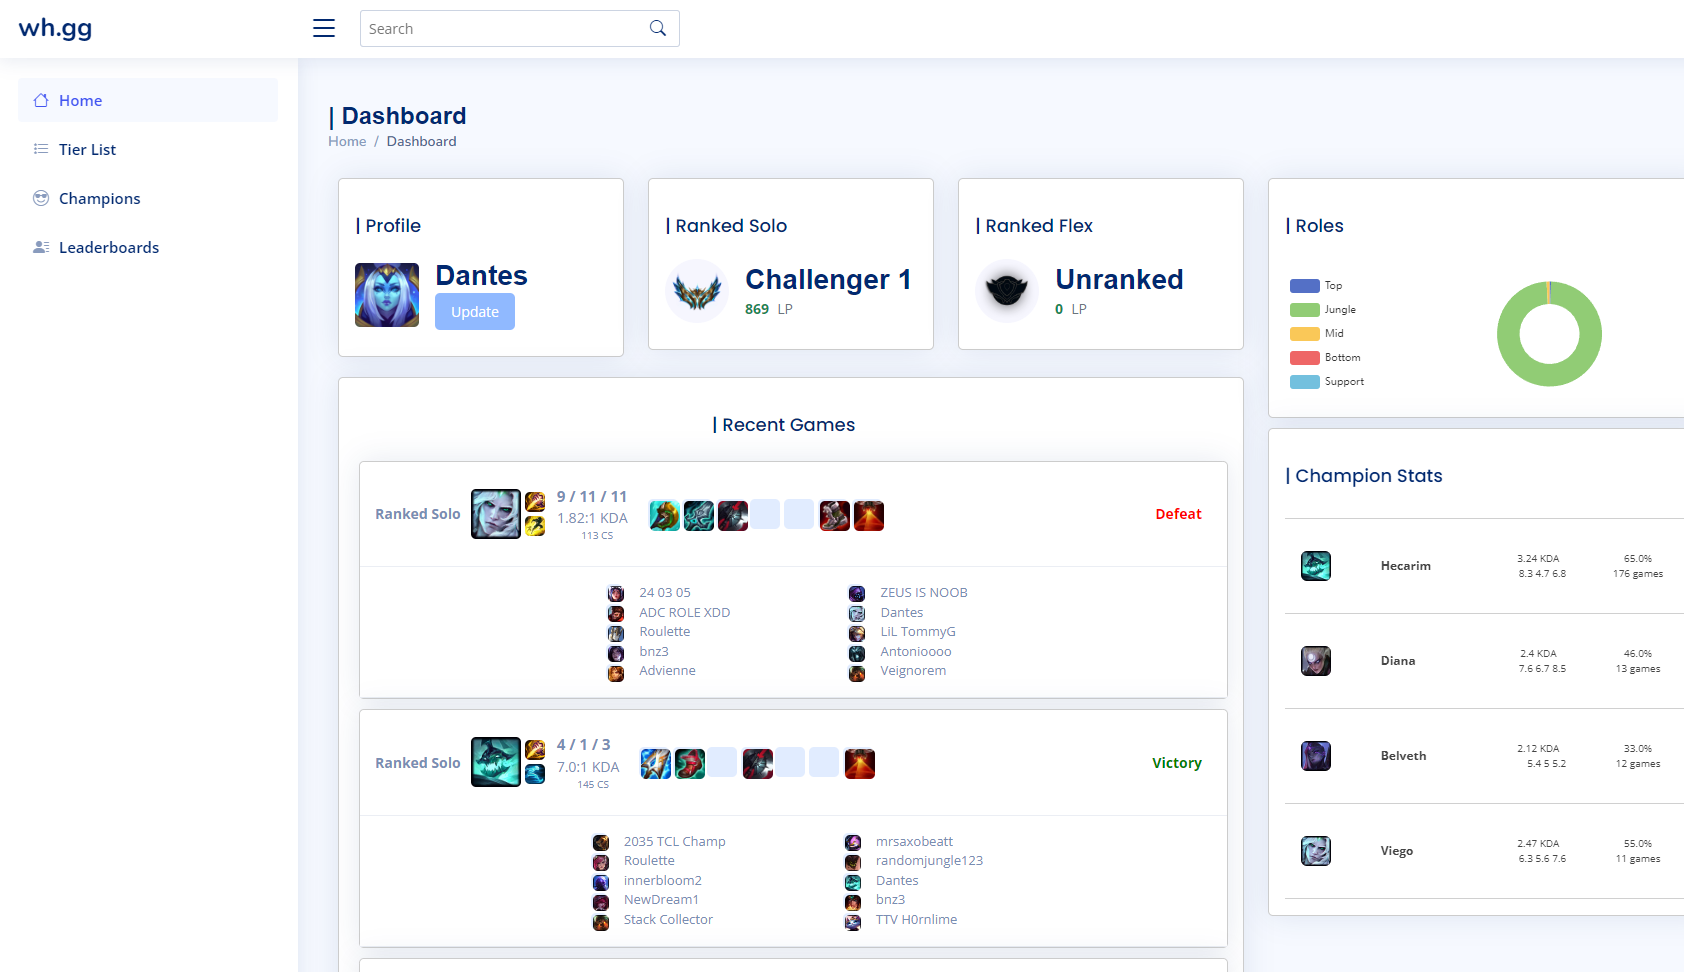 wh.gg
Search
Home
Tier List
Champions
Leaderboards
| Dashboard
Home / Dashboard
| Profile
Dantes
Update
| Ranked Solo
Challenger 1
869 LP
| Ranked Flex
Unranked
0 LP
| Roles
Top
Jungle
Mid
Bottom
Support
| Recent Games
Ranked Solo
9 / 11 / 11
1.82:1 KDA
113 CS
Defeat
24 03 05
ADC ROLE XDD
Roulette
bnz3
Advienne
ZEUS IS NOOB
Dantes
LiL TommyG
Antonioooo
Veignorem
Ranked Solo
4 / 1 / 3
7.0:1 KDA
145 CS
Victory
2035 TCL Champ
Roulette
innerbloom2
NewDream1
Stack Collector
mrsaxobeatt
randomjungle123
Dantes
bnz3
TTV H0rnlime
| Champion Stats
Hecarim
3.24 KDA
8.3 4.7 6.8
65.0%
176 games
Diana
2.4 KDA
7.6 6.7 8.5
46.0%
13 games
Belveth
2.12 KDA
5.4 5 5.2
33.0%
12 games
Viego
2.47 KDA
6.3 5.6 7.6
55.0%
11 games